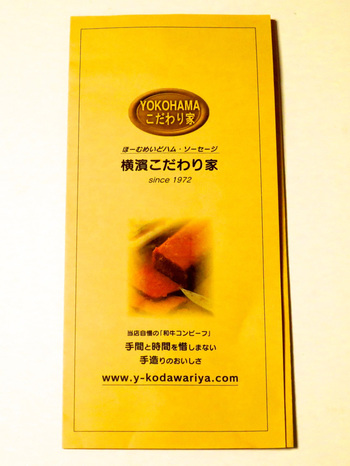 YOKOHAMA
こだわり家
ほーむめいどハム・ソーセージ
横濱こだわり家
since 1972
当店自慢の「和牛コンビーフ」
手間と時間を惜しまない
手造りのおいしさ
www.y-kodawariya.com